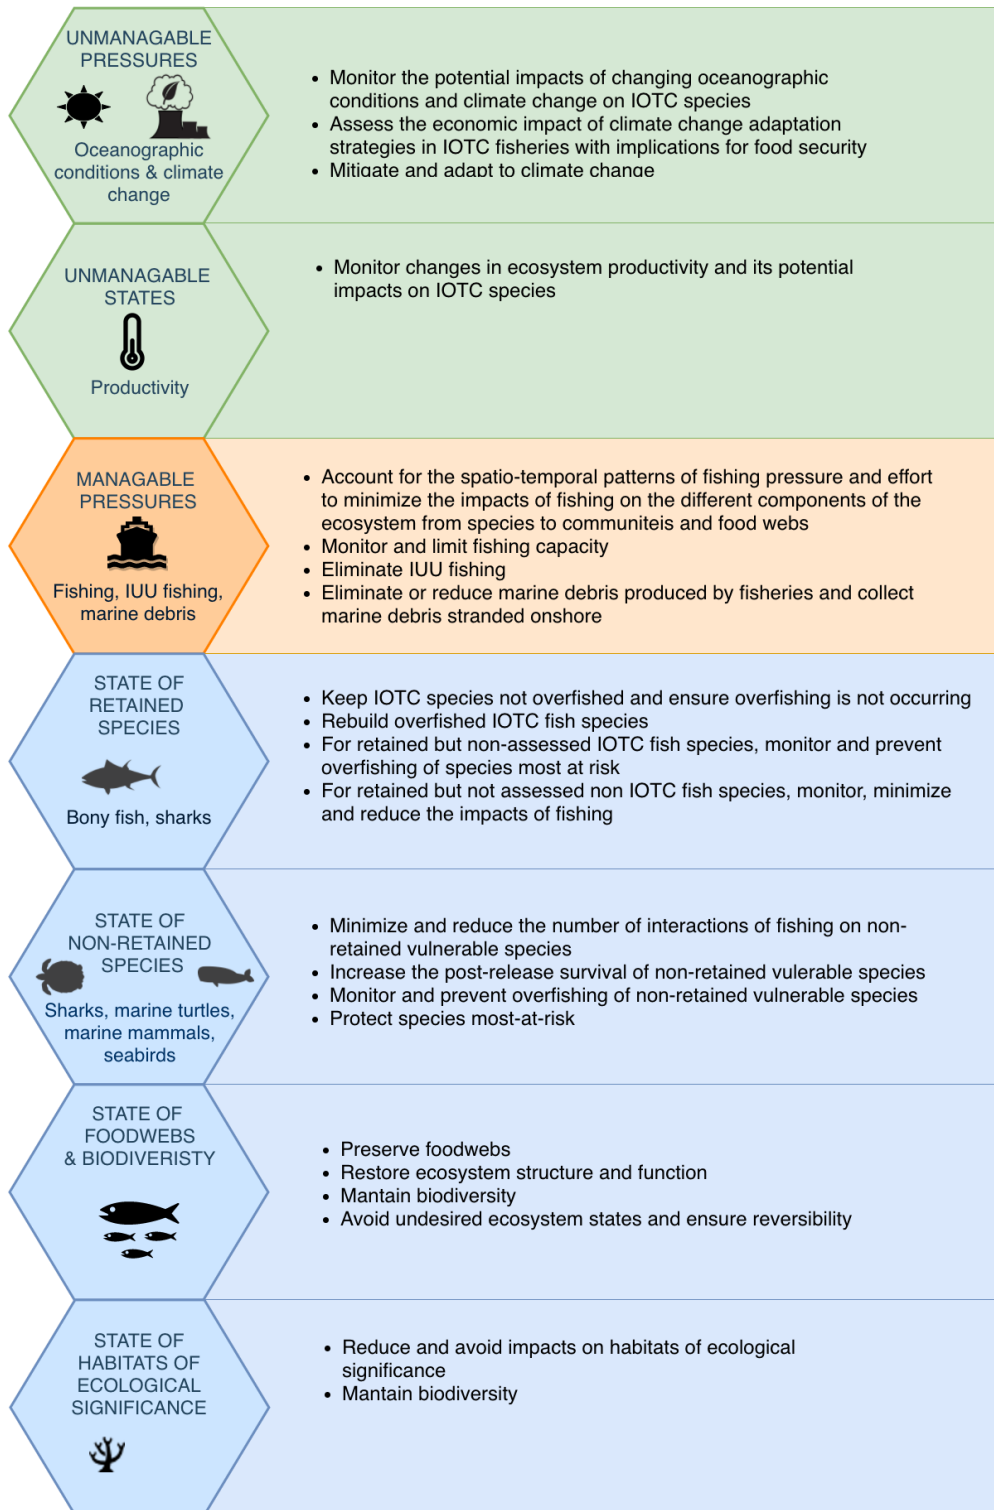 UNMANAGABLE
PRESSURES
Oceanographic
conditions & climate
change
• Monitor the potential impacts of changing oceanographic
conditions and climate change on IOTC species
• Assess the economic impact of climate change adaptation
strategies in IOTC fisheries with implications for food security
• Mitigate and adapt to climate change
UNMANAGABLE
STATES
Productivity
• Monitor changes in ecosystem productivity and its potential
impacts on IOTC species
MANAGABLE
PRESSURES
Fishing, IUU fishing,
marine debris
• Account for the spatio-temporal patterns of fishing pressure and effort
to minimize the impacts of fishing on the different components of the
ecosystem from species to communiteis and food webs
• Monitor and limit fishing capacity
• Eliminate IUU fishing
• Eliminate or reduce marine debris produced by fisheries and collect
marine debris stranded onshore
STATE OF
RETAINED
SPECIES
Bony fish, sharks
• Keep IOTC species not overfished and ensure overfishing is not occurring
• Rebuild overfished IOTC fish species
• For retained but non-assessed IOTC fish species, monitor and prevent
overfishing of species most at risk
• For retained but not assessed non IOTC fish species, monitor, minimize
and reduce the impacts of fishing
STATE OF
NON-RETAINED
SPECIES
Sharks, marine turtles,
marine mammals,
seabirds
• Minimize and reduce the number of interactions of fishing on non-
retained vulnerable species
• Increase the post-release survival of non-retained vulerable species
• Monitor and prevent overfishing of non-retained vulnerable species
• Protect species most-at-risk
STATE OF
FOODWEBS
& BIODIVERISTY
• Preserve foodwebs
• Restore ecosystem structure and function
• Mantain biodiversity
• Avoid undesired ecosystem states and ensure reversibility
STATE OF
HABITATS OF
ECOLOGICAL
SIGNIFICANCE
• Reduce and avoid impacts on habitats of ecological
significance
• Mantain biodiversity